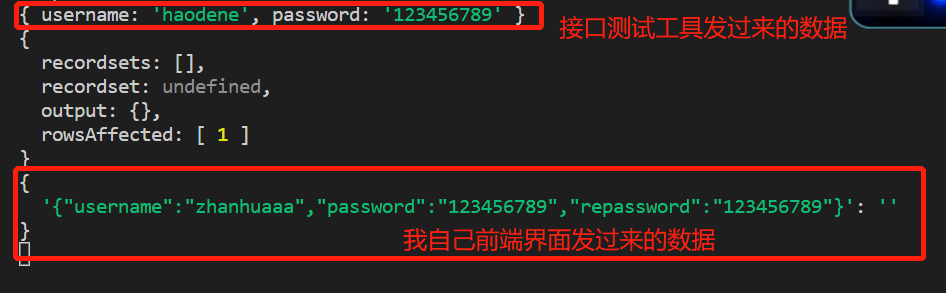 { username: 'haodene', password: '123456789' }
接口测试工具发过来的数据
{
recordsets: [],
recordset: undefined,
output: {},
rowsAffected: [ 1 ]
}
{
'{"username":"zhanhuaaa","password":"123456789","repassword":"123456789"}': ''
}
我自己前端界面发过来的数据